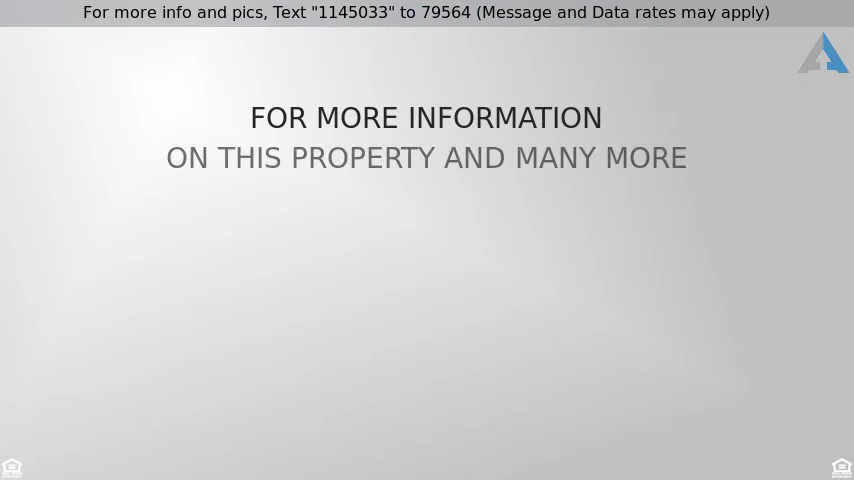 For more info and pics, Text "1145033" to 79564 (Message and Data rates may apply)
FOR MORE INFORMATION
ON THIS PROPERTY AND MANY MORE